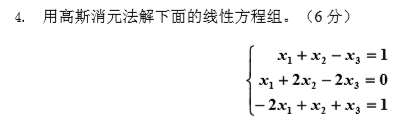 4. 用高斯消元法解下面的线性方程组。（6 分）
x₁ + x₂ − x₃ = 1
x₁ + 2x₂ − 2x₃ = 0
−2x₁ + x₂ + x₃ = 1